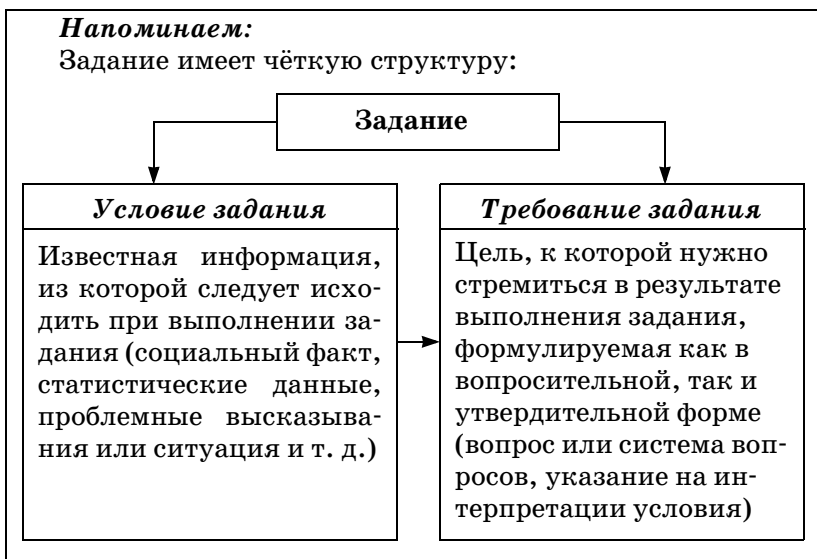 Напоминаем:
Задание имеет чёткую структуру:
Задание
Условие задания
Известная информация,
из которой следует исхо-
дить при выполнении за-
дания (социальный факт,
статистические данные,
проблемные высказыва-
ния или ситуация и т. д.)
Требование задания
Цель, к которой нужно
стремиться в результате
выполнения задания,
формулируемая как в
вопросительной, так и
утвердительной форме
(вопрос или система воп-
росов, указание на ин-
терпретации условия)